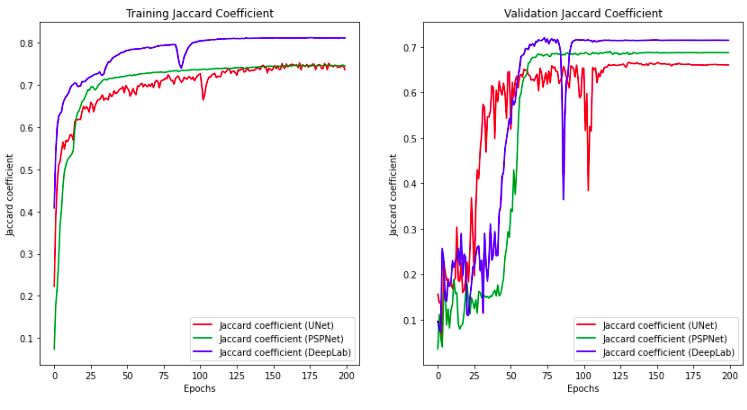 Training Jaccard Coefficient
0.8
0.7
0.6
0.5
0.4
0.3
0.2
0.1
Jaccard coefficient
Jaccard coefficient (UNet)
Jaccard coefficient (PSPNet)
Jaccard coefficient (DeepLab)
0 25 50 75 100 125 150 175 200
Epochs
Validation Jaccard Coefficient
0.7
0.6
0.5
0.4
0.3
0.2
0.1
Jaccard coefficient
Jaccard coefficient (UNet)
Jaccard coefficient (PSPNet)
Jaccard coefficient (DeepLab)
0 25 50 75 100 125 150 175 200
Epochs